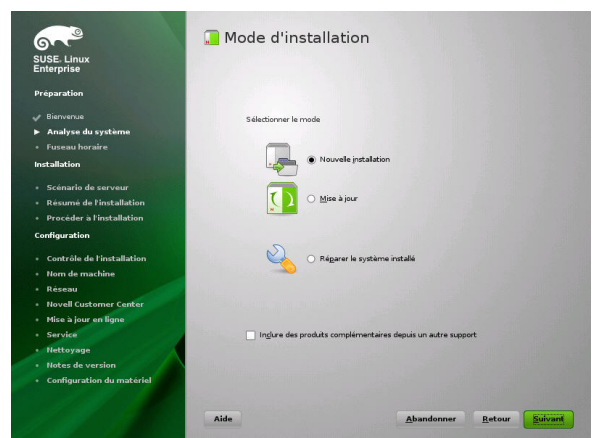 SUSE. Linux
Enterprise
Préparation
Bienvenue
Analyse du système
Fuseau horaire
Installation
Scénario de serveur
Résumé de l'installation
Procéder à l'installation
Configuration
Contrôle de l'installation
Nom de machine
Réseau
Novell Customer Center
Mise à jour en ligne
Service
Nettoyage
Notes de version
Configuration du matériel
Mode d'installation
Sélectionner le mode
Nouvelle installation
Mise à jour
Réparer le système installé
Inclure des produits complémentaires depuis un autre support
Aide
Abandonner
Retour
Suivant